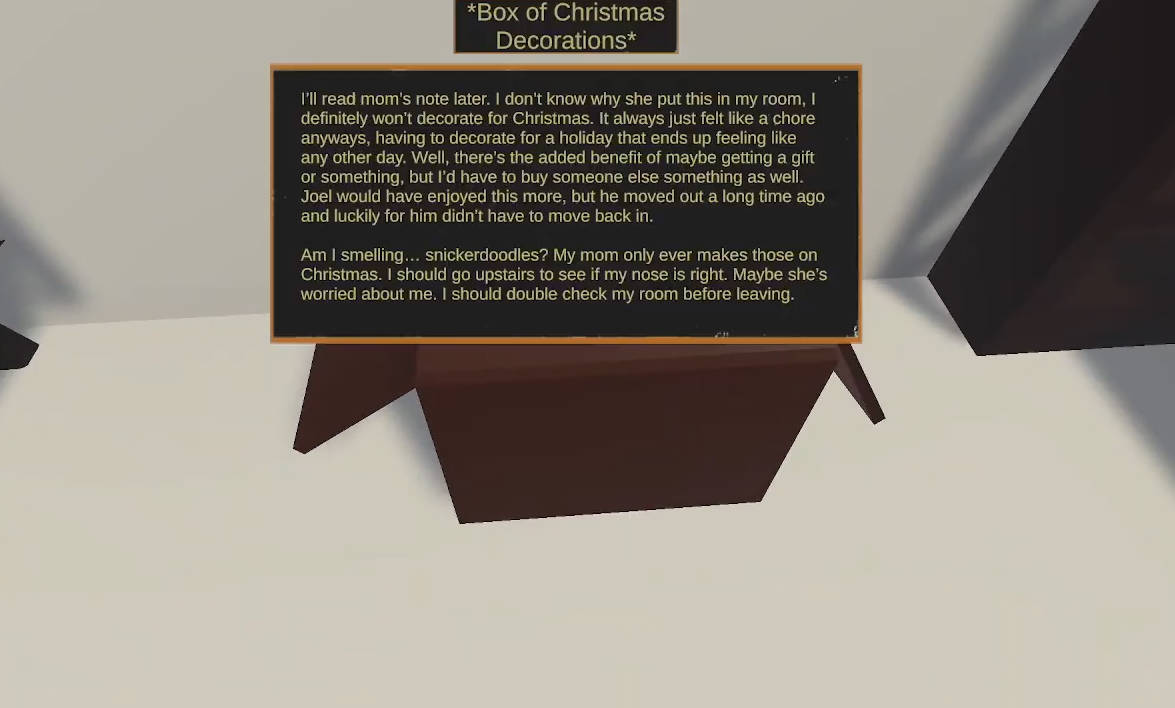 *Box of Christmas
Decorations*
I'll read mom's note later. I don't know why she put this in my room, I
definitely won't decorate for Christmas. It always just felt like a chore
anyways, having to decorate for a holiday that ends up feeling like
any other day. Well, there's the added benefit of maybe getting a gift
or something, but I'd have to buy someone else something as well.
Joel would have enjoyed this more, but he moved out a long time ago
and luckily for him didn't have to move back in.
Am I smelling... snickerdoodles? My mom only ever makes those on
Christmas. I should go upstairs to see if my nose is right. Maybe she's
worried about me. I should double check my room before leaving.